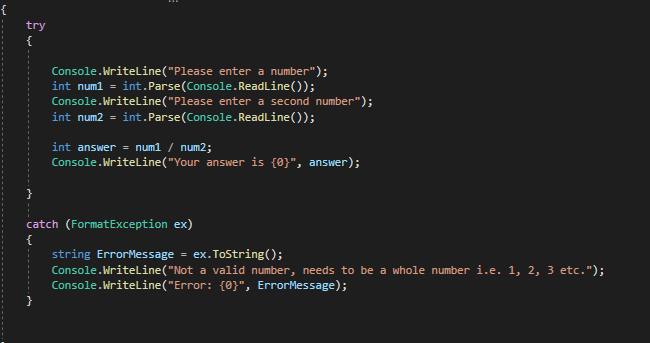 {
try
{
Console.WriteLine("Please enter a number");
int num1 = int.Parse(Console.ReadLine());
Console.WriteLine("Please enter a second number");
int num2 = int.Parse(Console.ReadLine());
int answer = num1 / num2;
Console.WriteLine("Your answer is {0}", answer);
}
catch (FormatException ex)
{
string ErrorMessage = ex.ToString();
Console.WriteLine("Not a valid number, needs to be a whole number i.e. 1, 2, 3 etc.");
Console.WriteLine("Error: {0}", ErrorMessage);
}